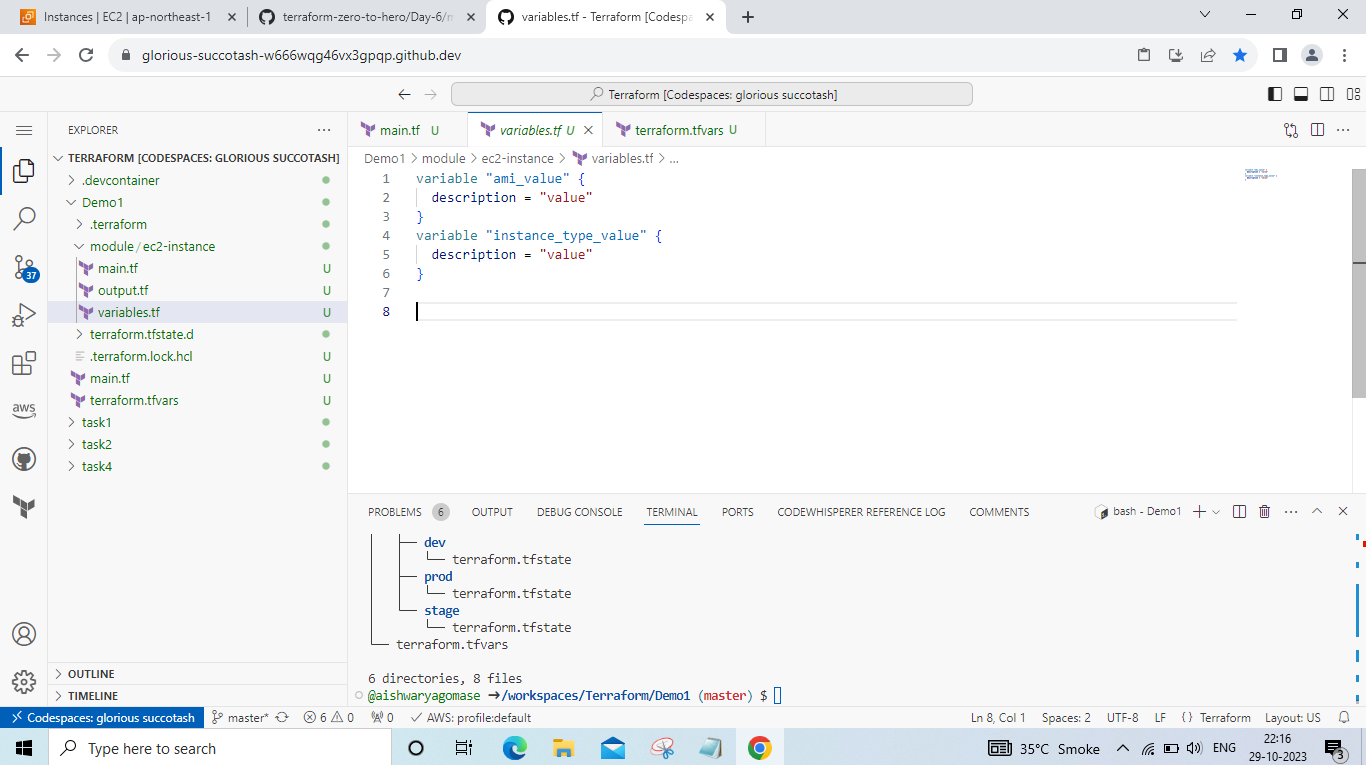 Instances | EC2 | ap-northeast-1
terraform-zero-to-hero/Day-6/m
variables.tf - Terraform [Codespa
glorious-succotash-w666wqg46vx3gpqp.github.dev
Terraform [Codespaces: glorious succotash]
EXPLORER
TERRAFORM [CODESPACES: GLORIOUS SUCCOTASH]
.devcontainer
Demo1
.terraform
module / ec2-instance
main.tf U
output.tf U
variables.tf U
terraform.tfstate.d
.terraform.lock.hcl U
main.tf U
terraform.tfvars U
task1
task2
task4
OUTLINE
TIMELINE
37
aws
main.tf U
variables.tf U
terraform.tfvars U
Demo1 > module > ec2-instance > variables.tf > ...
1 variable "ami_value" {
2 description = "value"
3 }
4 variable "instance_type_value" {
5 description = "value"
6 }
7
8
PROBLEMS 6 OUTPUT DEBUG CONSOLE TERMINAL PORTS CODEWHISPERER REFERENCE LOG COMMENTS
bash - Demo1
├── dev
└── terraform.tfstate
├── prod
└── terraform.tfstate
└── stage
└── terraform.tfstate
└── terraform.tfvars
6 directories, 8 files
@aishwaryagomase ➜/workspaces/Terraform/Demo1 (master) $
Codespaces: glorious succotash master* 6 0 0 AWS: profile:default Ln 8, Col 1 Spaces: 2 UTF-8 LF {} Terraform Layout: US
Type here to search
35°C Smoke
ENG
22:16
29-10-2023
3